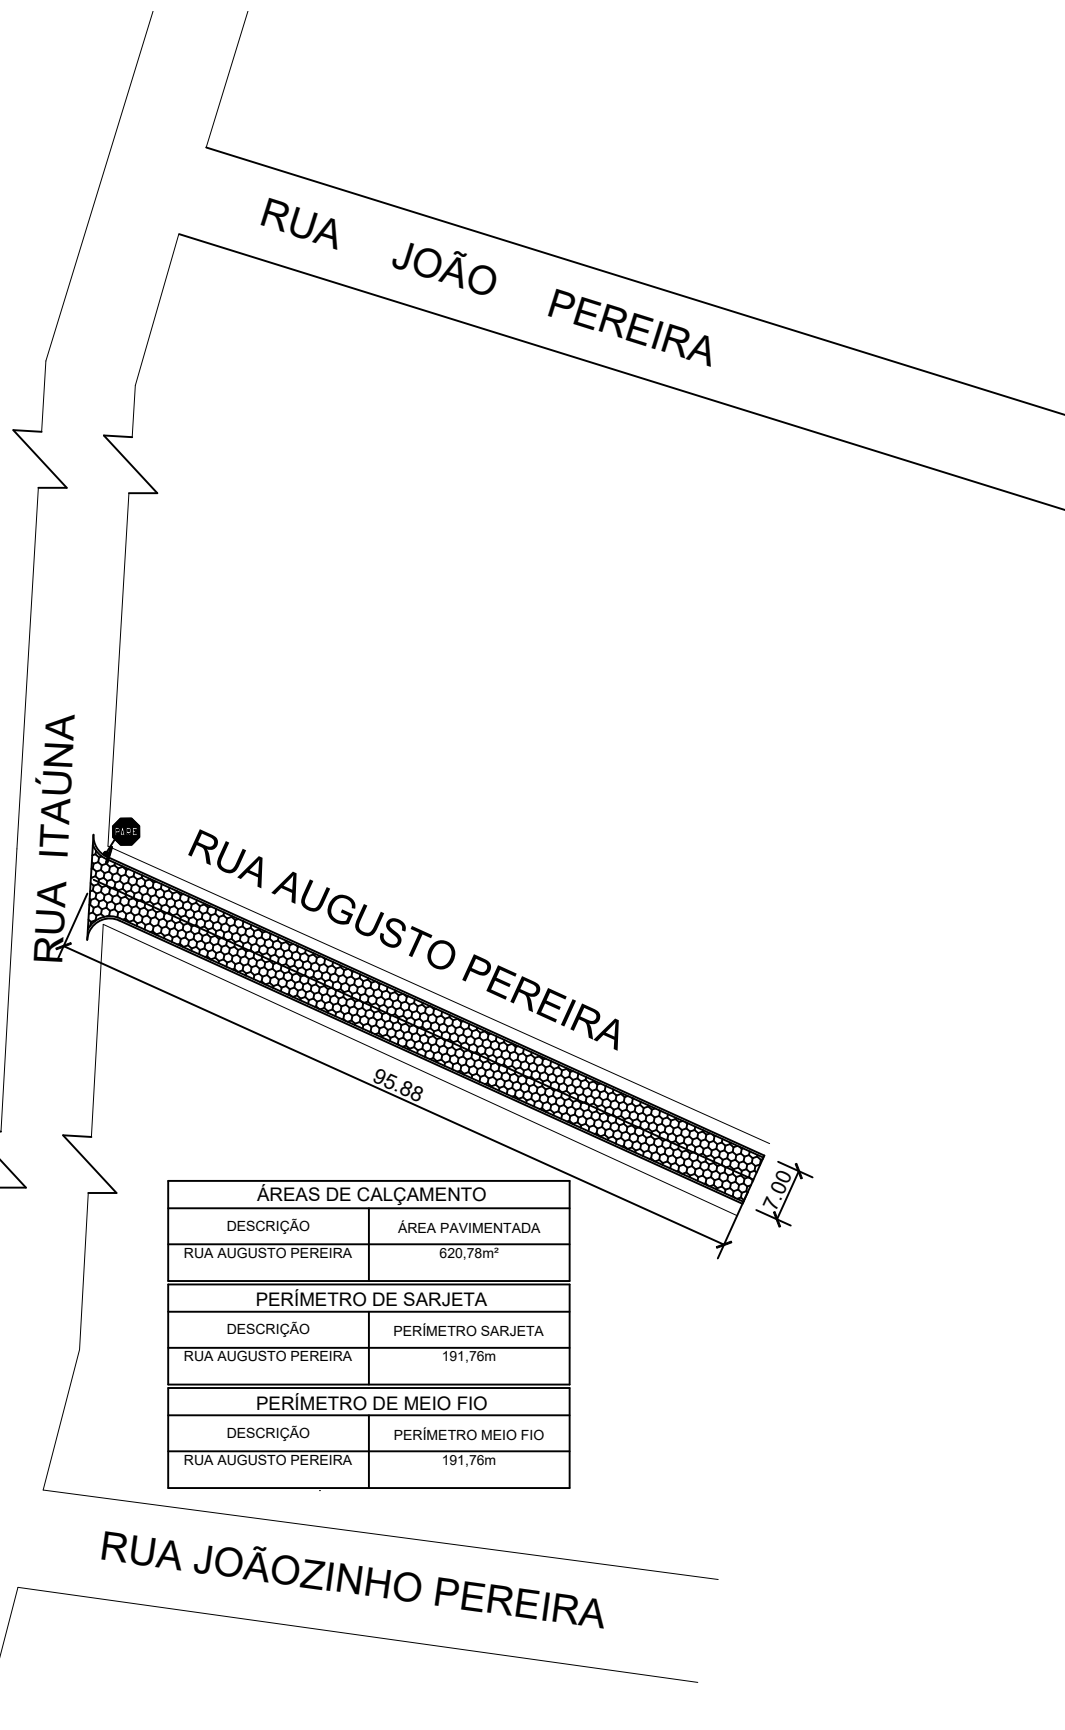 RUA JOÃO PEREIRA
RUA ITAÚNA
PARE
RUA AUGUSTO PEREIRA
95.88
7.00
ÁREAS DE CALÇAMENTO
DESCRIÇÃO ÁREA PAVIMENTADA
RUA AUGUSTO PEREIRA 620,78m²
PERÍMETRO DE SARJETA
DESCRIÇÃO PERÍMETRO SARJETA
RUA AUGUSTO PEREIRA 191,76m
PERÍMETRO DE MEIO FIO
DESCRIÇÃO PERÍMETRO MEIO FIO
RUA AUGUSTO PEREIRA 191,76m
RUA JOÃOZINHO PEREIRA